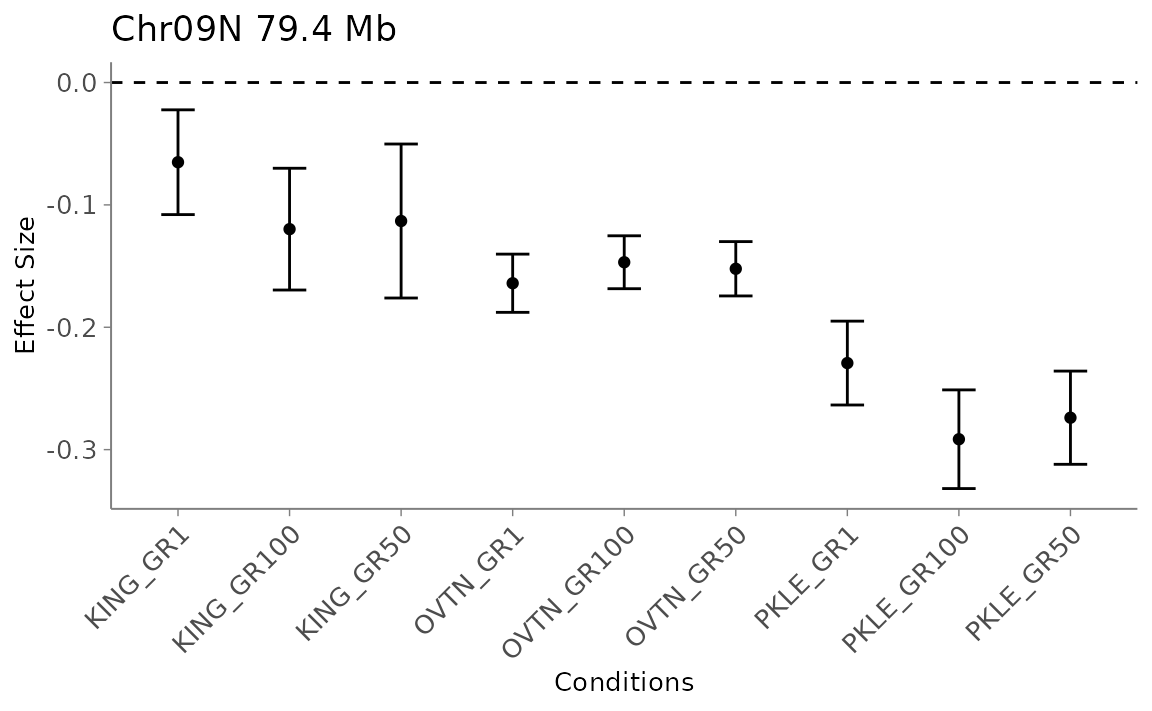 Chr09N 79.4 Mb
0.0
-0.1
-0.2
-0.3
Effect Size
KING_GR1
KING_GR100
KING_GR50
OVTN_GR1
OVTN_GR100
OVTN_GR50
PKLE_GR1
PKLE_GR100
PKLE_GR50
Conditions